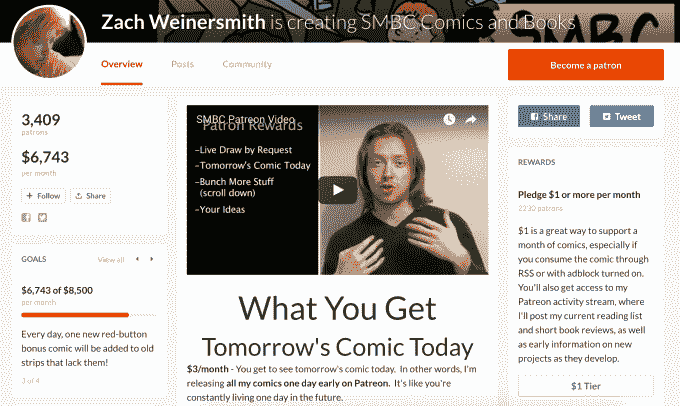 Zach Weinersmith is creating SMBC Comics and Books
SMBC
Overview
Posts
Community
Become a patron
3,409
patrons
$6,743
per month
Follow
Share
GOALS
View all
$6,743 of $8,500
per month
Every day, one new red-button
bonus comic will be added to old
strips that lack them!
3 of 4
SMBC Patreon Video
Patron Rewards
-Live Draw by Request
-Tomorrow's Comic Today
-Bunch More Stuff
(scroll down)
-Your Ideas
What You Get
Tomorrow's Comic Today
$3/month - You get to see tomorrow's comic today. In other words, I'm
releasing all my comics one day early on Patreon. It's like you're
constantly living one day in the future.
Share
Tweet
REWARDS
Pledge $1 or more per month
2230 patrons
$1 is a great way to support a
month of comics, especially if
you consume the comic through
RSS or with adblock turned on.
You'll also get access to my
Patreon activity stream, where
I'll post my current reading list
and short book reviews, as well
as early information on new
projects as they develop.
$1 Tier